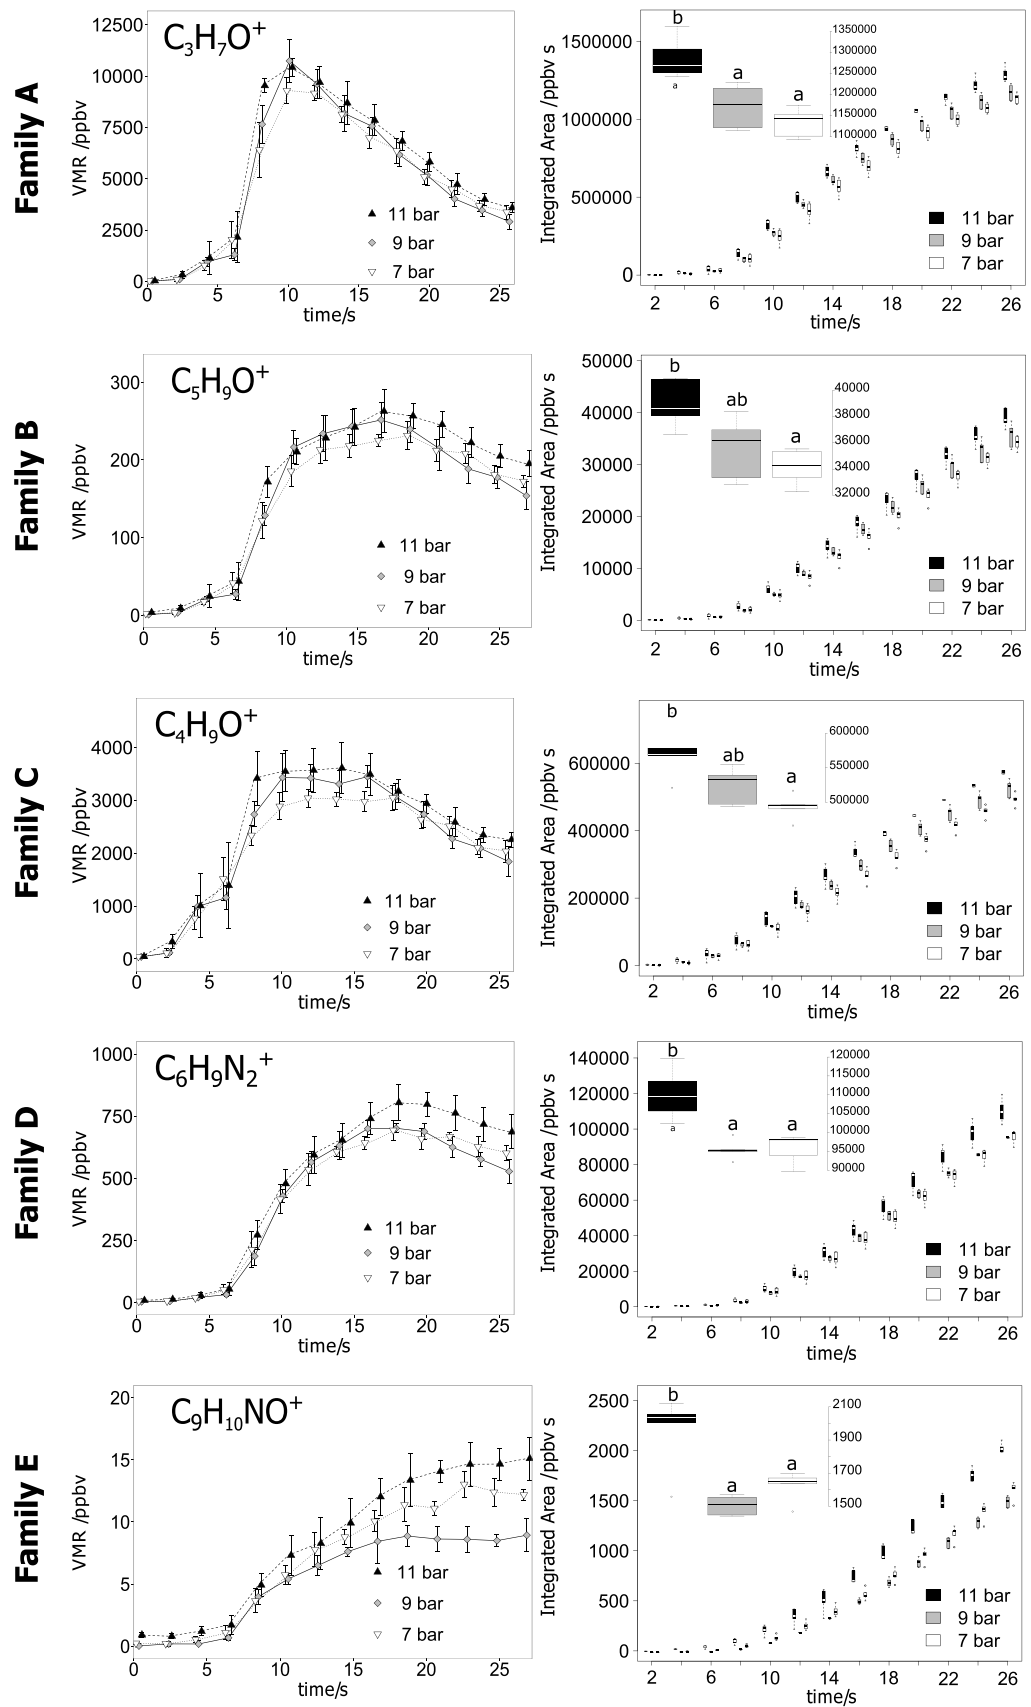 Family A
C3H7O+
VMR /ppbv
12500
10000
7500
5000
2500
0
0 5 10 15 20 25
time/s
11 bar
9 bar
7 bar
Integrated Area /ppbv s
1500000
1000000
500000
0
2 6 10 14 18 22 26
time/s
b
a
a
a
1350000
1300000
1250000
1200000
1150000
1100000
11 bar
9 bar
7 bar
Family B
C5H9O+
VMR /ppbv
300
200
100
0
0 5 10 15 20 25
time/s
11 bar
9 bar
7 bar
Integrated Area /ppbv s
50000
40000
30000
20000
10000
0
2 6 10 14 18 22 26
time/s
b
ab
a
40000
38000
36000
34000
32000
11 bar
9 bar
7 bar
Family C
C4H9O+
VMR /ppbv
4000
3000
2000
1000
0
0 5 10 15 20 25
time/s
11 bar
9 bar
7 bar
Integrated Area /ppbv s
600000
400000
200000
0
2 6 10 14 18 22 26
time/s
b
ab
a
600000
550000
500000
11 bar
9 bar
7 bar
Family D
C6H9N2+
VMR /ppbv
1000
750
500
250
0
0 5 10 15 20 25
time/s
11 bar
9 bar
7 bar
Integrated Area /ppbv s
140000
120000
100000
80000
60000
40000
20000
0
2 6 10 14 18 22 26
time/s
b
a
a
a
120000
115000
110000
105000
100000
95000
90000
11 bar
9 bar
7 bar
Family E
C9H10NO+
VMR /ppbv
20
15
10
5
0
0 5 10 15 20 25
time/s
11 bar
9 bar
7 bar
Integrated Area /ppbv s
2500
2000
1500
1000
500
0
2 6 10 14 18 22 26
time/s
b
a
a
2100
1900
1700
1500
11 bar
9 bar
7 bar